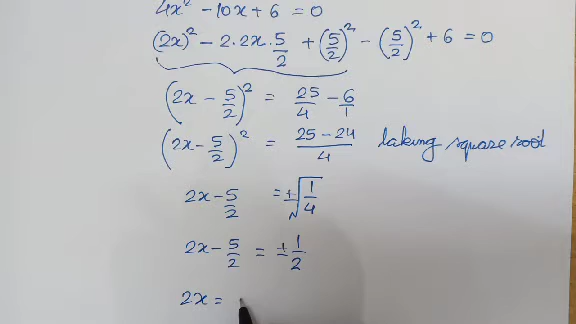 4x² - 10x + 6 = 0
(2x)² - 2·2x·5/2 + (5/2)² - (5/2)² + 6 = 0
(2x - 5/2)² = 25/4 - 6/1
(2x - 5/2)² = (25 - 24)/4 taking square root
2x - 5/2 = ±√(1/4)
2x - 5/2 = ± 1/2
2x =